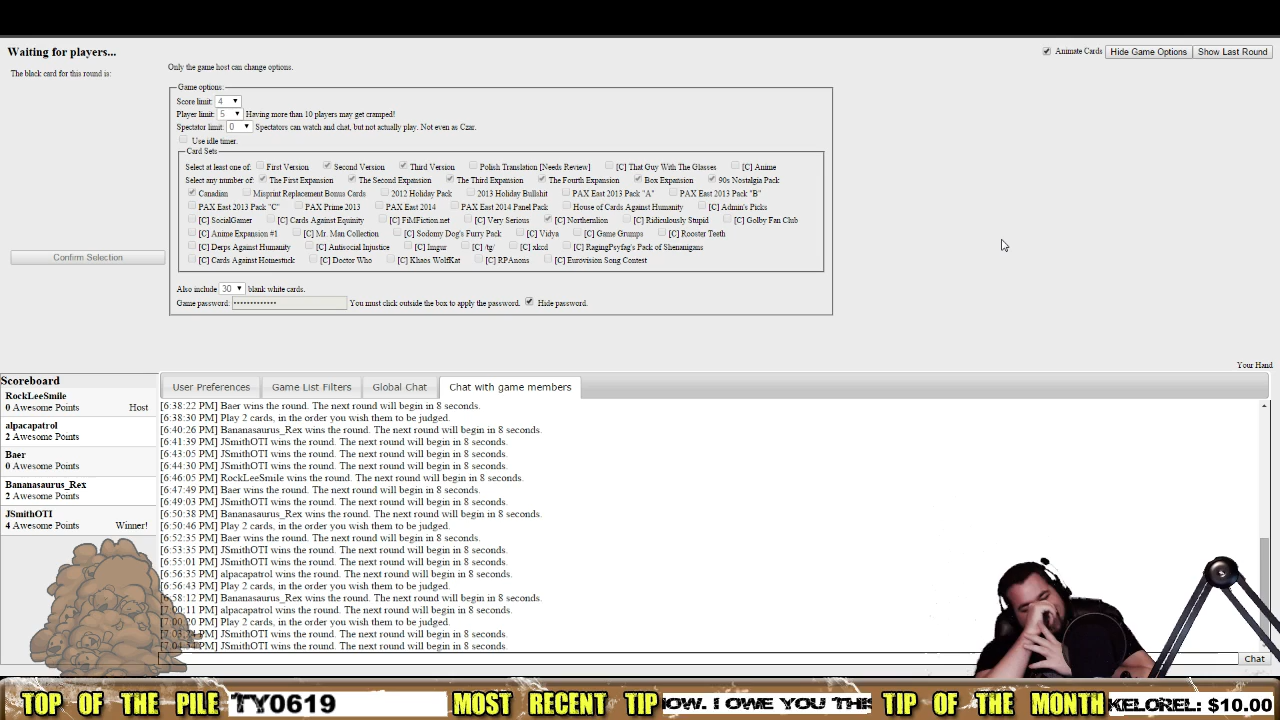 Waiting for players...
Animate Cards Hide Game Options Show Last Round
The black card for this round is:
Only the game host can change options.
Game options:
Score limit: 4
Player limit: 5 Having more than 10 players may get cramped!
Spectator limit: 0 Spectators can watch and chat, but not actually play. Not even as Czar.
Use idle timer.
Card Sets
Select at least one of: First Version Second Version Third Version Polish Translation [Needs Review] [C] That Guy With The Glasses [C] Anime
Select any number of: The First Expansion The Second Expansion The Third Expansion The Fourth Expansion Box Expansion 90s Nostalgia Pack
Canadian Misprint Replacement Bonus Cards 2012 Holiday Pack 2013 Holiday Bullshit PAX East 2013 Pack "A" PAX East 2013 Pack "B"
PAX East 2013 Pack "C" PAX Prime 2013 PAX East 2014 PAX East 2014 Panel Pack House of Cards Against Humanity [C] Admin's Picks
[C] SocialGamer [C] Cards Against Equinity [C] FiMFiction.net [C] Very Serious [C] Northernlion [C] Ridiculously Stupid [C] Golby Fan Club
[C] Anime Expansion #1 [C] Mr. Man Collection [C] Sodomy Dog's Furry Pack [C] Vidya [C] Game Grumps [C] Rooster Teeth
[C] Derps Against Humanity [C] Antisocial Injustice [C] Imgur [C] /tg/ [C] xkcd [C] RagingPsyfag's Pack of Shenanigans
[C] Cards Against Homestuck [C] Doctor Who [C] Khaos WolfKat [C] RPAnons [C] Eurovision Song Contest
Confirm Selection
Also include 30 blank white cards.
Game password: ••••••••••••• You must click outside the box to apply the password. Hide password.
Your Hand
Scoreboard
RockLeeSmile
0 Awesome Points Host
alpacapatrol
2 Awesome Points
Baer
0 Awesome Points
Bananasaurus_Rex
2 Awesome Points
JSmithOTI
4 Awesome Points Winner!
User Preferences Game List Filters Global Chat Chat with game members
[6:38:22 PM] Baer wins the round. The next round will begin in 8 seconds.
[6:38:30 PM] Play 2 cards, in the order you wish them to be judged.
[6:40:26 PM] Bananasaurus_Rex wins the round. The next round will begin in 8 seconds.
[6:41:39 PM] JSmithOTI wins the round. The next round will begin in 8 seconds.
[6:43:05 PM] JSmithOTI wins the round. The next round will begin in 8 seconds.
[6:44:30 PM] JSmithOTI wins the round. The next round will begin in 8 seconds.
[6:46:05 PM] RockLeeSmile wins the round. The next round will begin in 8 seconds.
[6:47:49 PM] Baer wins the round. The next round will begin in 8 seconds.
[6:49:03 PM] JSmithOTI wins the round. The next round will begin in 8 seconds.
[6:50:38 PM] Bananasaurus_Rex wins the round. The next round will begin in 8 seconds.
[6:50:46 PM] Play 2 cards, in the order you wish them to be judged.
[6:52:35 PM] Baer wins the round. The next round will begin in 8 seconds.
[6:53:35 PM] JSmithOTI wins the round. The next round will begin in 8 seconds.
[6:55:01 PM] JSmithOTI wins the round. The next round will begin in 8 seconds.
[6:56:35 PM] alpacapatrol wins the round. The next round will begin in 8 seconds.
[6:56:43 PM] Play 2 cards, in the order you wish them to be judged.
[6:58:12 PM] Bananasaurus_Rex wins the round. The next round will begin in 8 seconds.
[7:00:11 PM] alpacapatrol wins the round. The next round will begin in 8 seconds.
[7:00:20 PM] Play 2 cards, in the order you wish them to be judged.
PM] JSmithOTI wins the round. The next round will begin in 8 seconds.
PM] JSmithOTI wins the round. The next round will begin in 8 seconds.
Chat
TOP OF THE PILE TY0619 MOST RECENT TIP OW. I OWE YOU THIS TIP OF THE MONTH KELOREL: $10.00